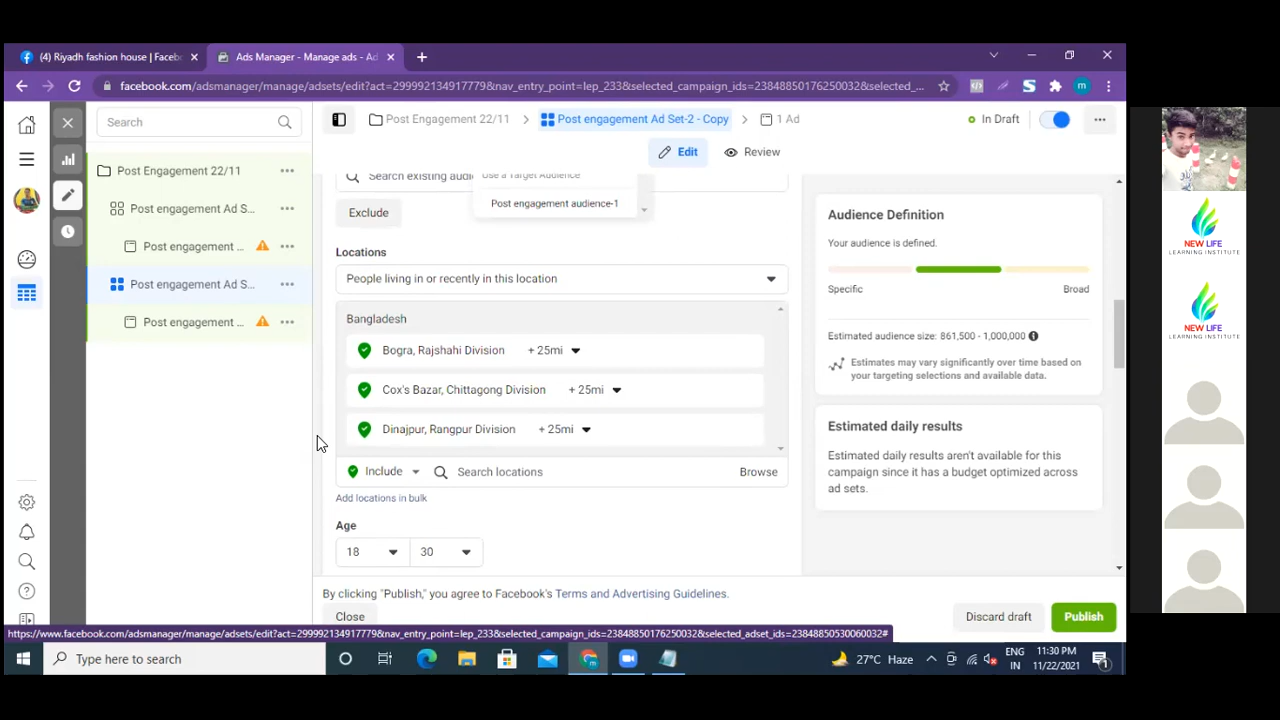 (4) Riyadh fashion house | Faceb
Ads Manager - Manage ads - Ad
facebook.com/adsmanager/manage/adsets/edit?act=299992134917779&nav_entry_point=lep_233&selected_campaign_ids=23848850176250032&selected_...
Search
Post Engagement 22/11
Post engagement Ad Set-2 - Copy
1 Ad
In Draft
Edit
Review
Post Engagement 22/11
Post engagement Ad S...
Post engagement ...
Post engagement Ad S...
Post engagement ...
Search existing audie
Use a Target Audience
Post engagement audience-1
Exclude
Locations
People living in or recently in this location
Bangladesh
Bogra, Rajshahi Division + 25mi
Cox's Bazar, Chittagong Division + 25mi
Dinajpur, Rangpur Division + 25mi
Include
Search locations
Browse
Add locations in bulk
Age
18
30
Audience Definition
Your audience is defined.
Specific
Broad
Estimated audience size: 861,500 - 1,000,000
Estimates may vary significantly over time based on
your targeting selections and available data.
Estimated daily results
Estimated daily results aren't available for this
campaign since it has a budget optimized across
ad sets.
By clicking "Publish," you agree to Facebook's Terms and Advertising Guidelines.
Close
Discard draft
Publish
https://www.facebook.com/adsmanager/manage/adsets/edit?act=299992134917779&nav_entry_point=lep_233&selected_campaign_ids=23848850176250032&selected_adset_ids=23848850530060032#
Type here to search
27°C Haze
ENG
IN
11:30 PM
11/22/2021
1
NEW LIFE
LEARNING INSTITUTE
NEW LIFE
LEARNING INSTITUTE